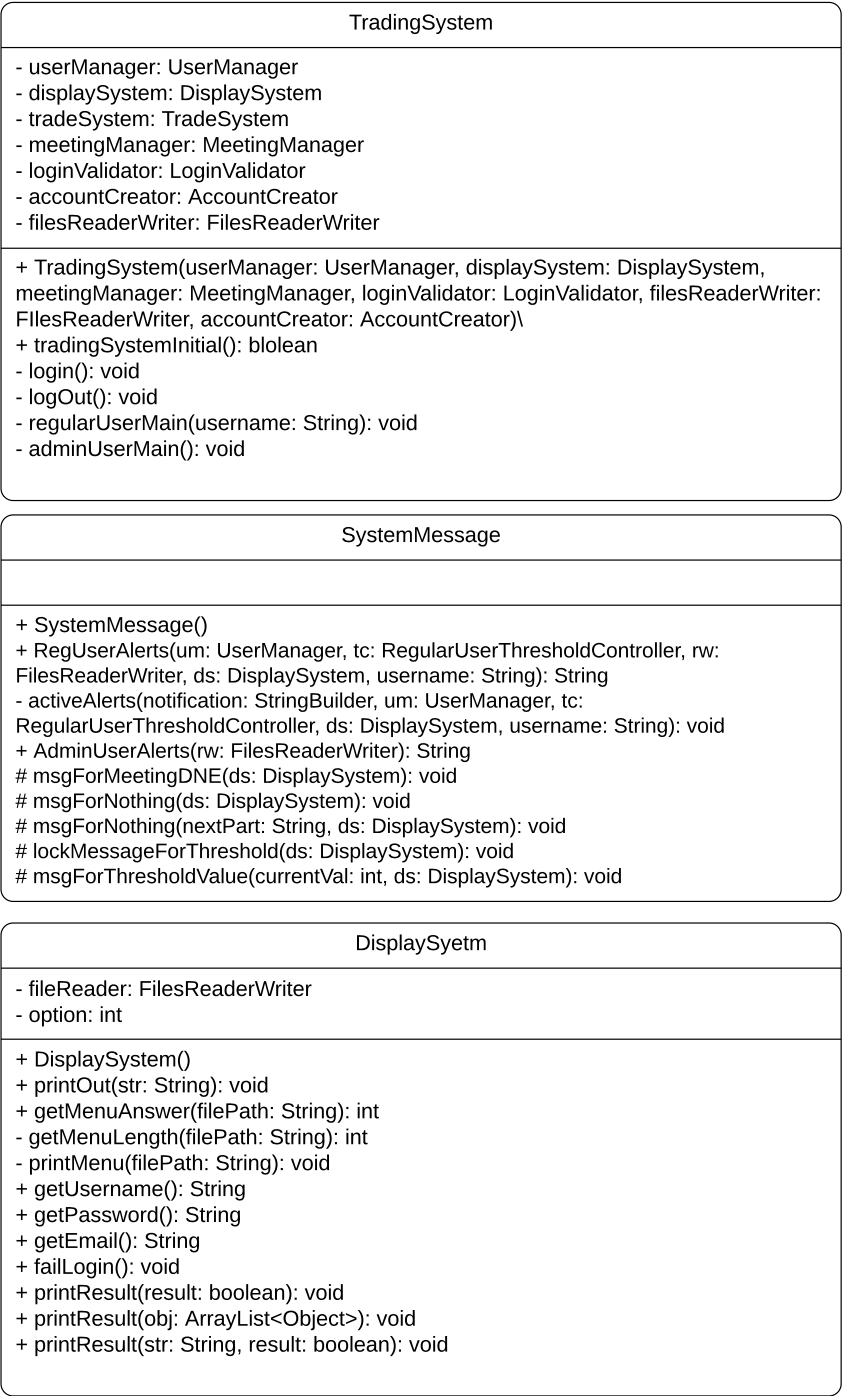 TradingSystem
- userManager: UserManager
- displaySystem: DisplaySystem
- tradeSystem: TradeSystem
- meetingManager: MeetingManager
- loginValidator: LoginValidator
- accountCreator: AccountCreator
- filesReaderWriter: FilesReaderWriter
+ TradingSystem(userManager: UserManager, displaySystem: DisplaySystem,
meetingManager: MeetingManager, loginValidator: LoginValidator, filesReaderWriter:
FIlesReaderWriter, accountCreator: AccountCreator)\
+ tradingSystemInitial(): blolean
- login(): void
- logOut(): void
- regularUserMain(username: String): void
- adminUserMain(): void
SystemMessage
+ SystemMessage()
+ RegUserAlerts(um: UserManager, tc: RegularUserThresholdController, rw:
FilesReaderWriter, ds: DisplaySystem, username: String): String
- activeAlerts(notification: StringBuilder, um: UserManager, tc:
RegularUserThresholdController, ds: DisplaySystem, username: String): void
+ AdminUserAlerts(rw: FilesReaderWriter): String
# msgForMeetingDNE(ds: DisplaySystem): void
# msgForNothing(ds: DisplaySystem): void
# msgForNothing(nextPart: String, ds: DisplaySystem): void
# lockMessageForThreshold(ds: DisplaySystem): void
# msgForThresholdValue(currentVal: int, ds: DisplaySystem): void
DisplaySyetm
- fileReader: FilesReaderWriter
- option: int
+ DisplaySystem()
+ printOut(str: String): void
+ getMenuAnswer(filePath: String): int
- getMenuLength(filePath: String): int
- printMenu(filePath: String): void
+ getUsername(): String
+ getPassword(): String
+ getEmail(): String
+ failLogin(): void
+ printResult(result: boolean): void
+ printResult(obj: ArrayList<Object>): void
+ printResult(str: String, result: boolean): void